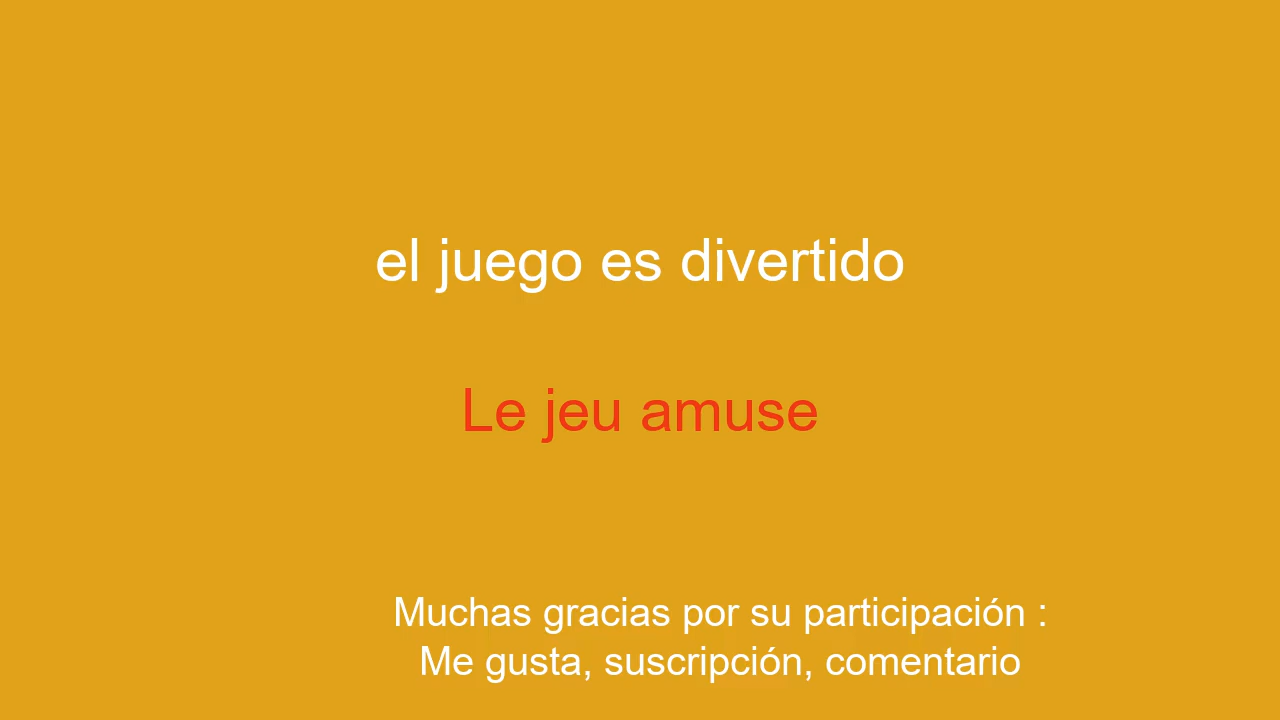 el juego es divertido
Le jeu amuse
Muchas gracias por su participación :
Me gusta, suscripción, comentario